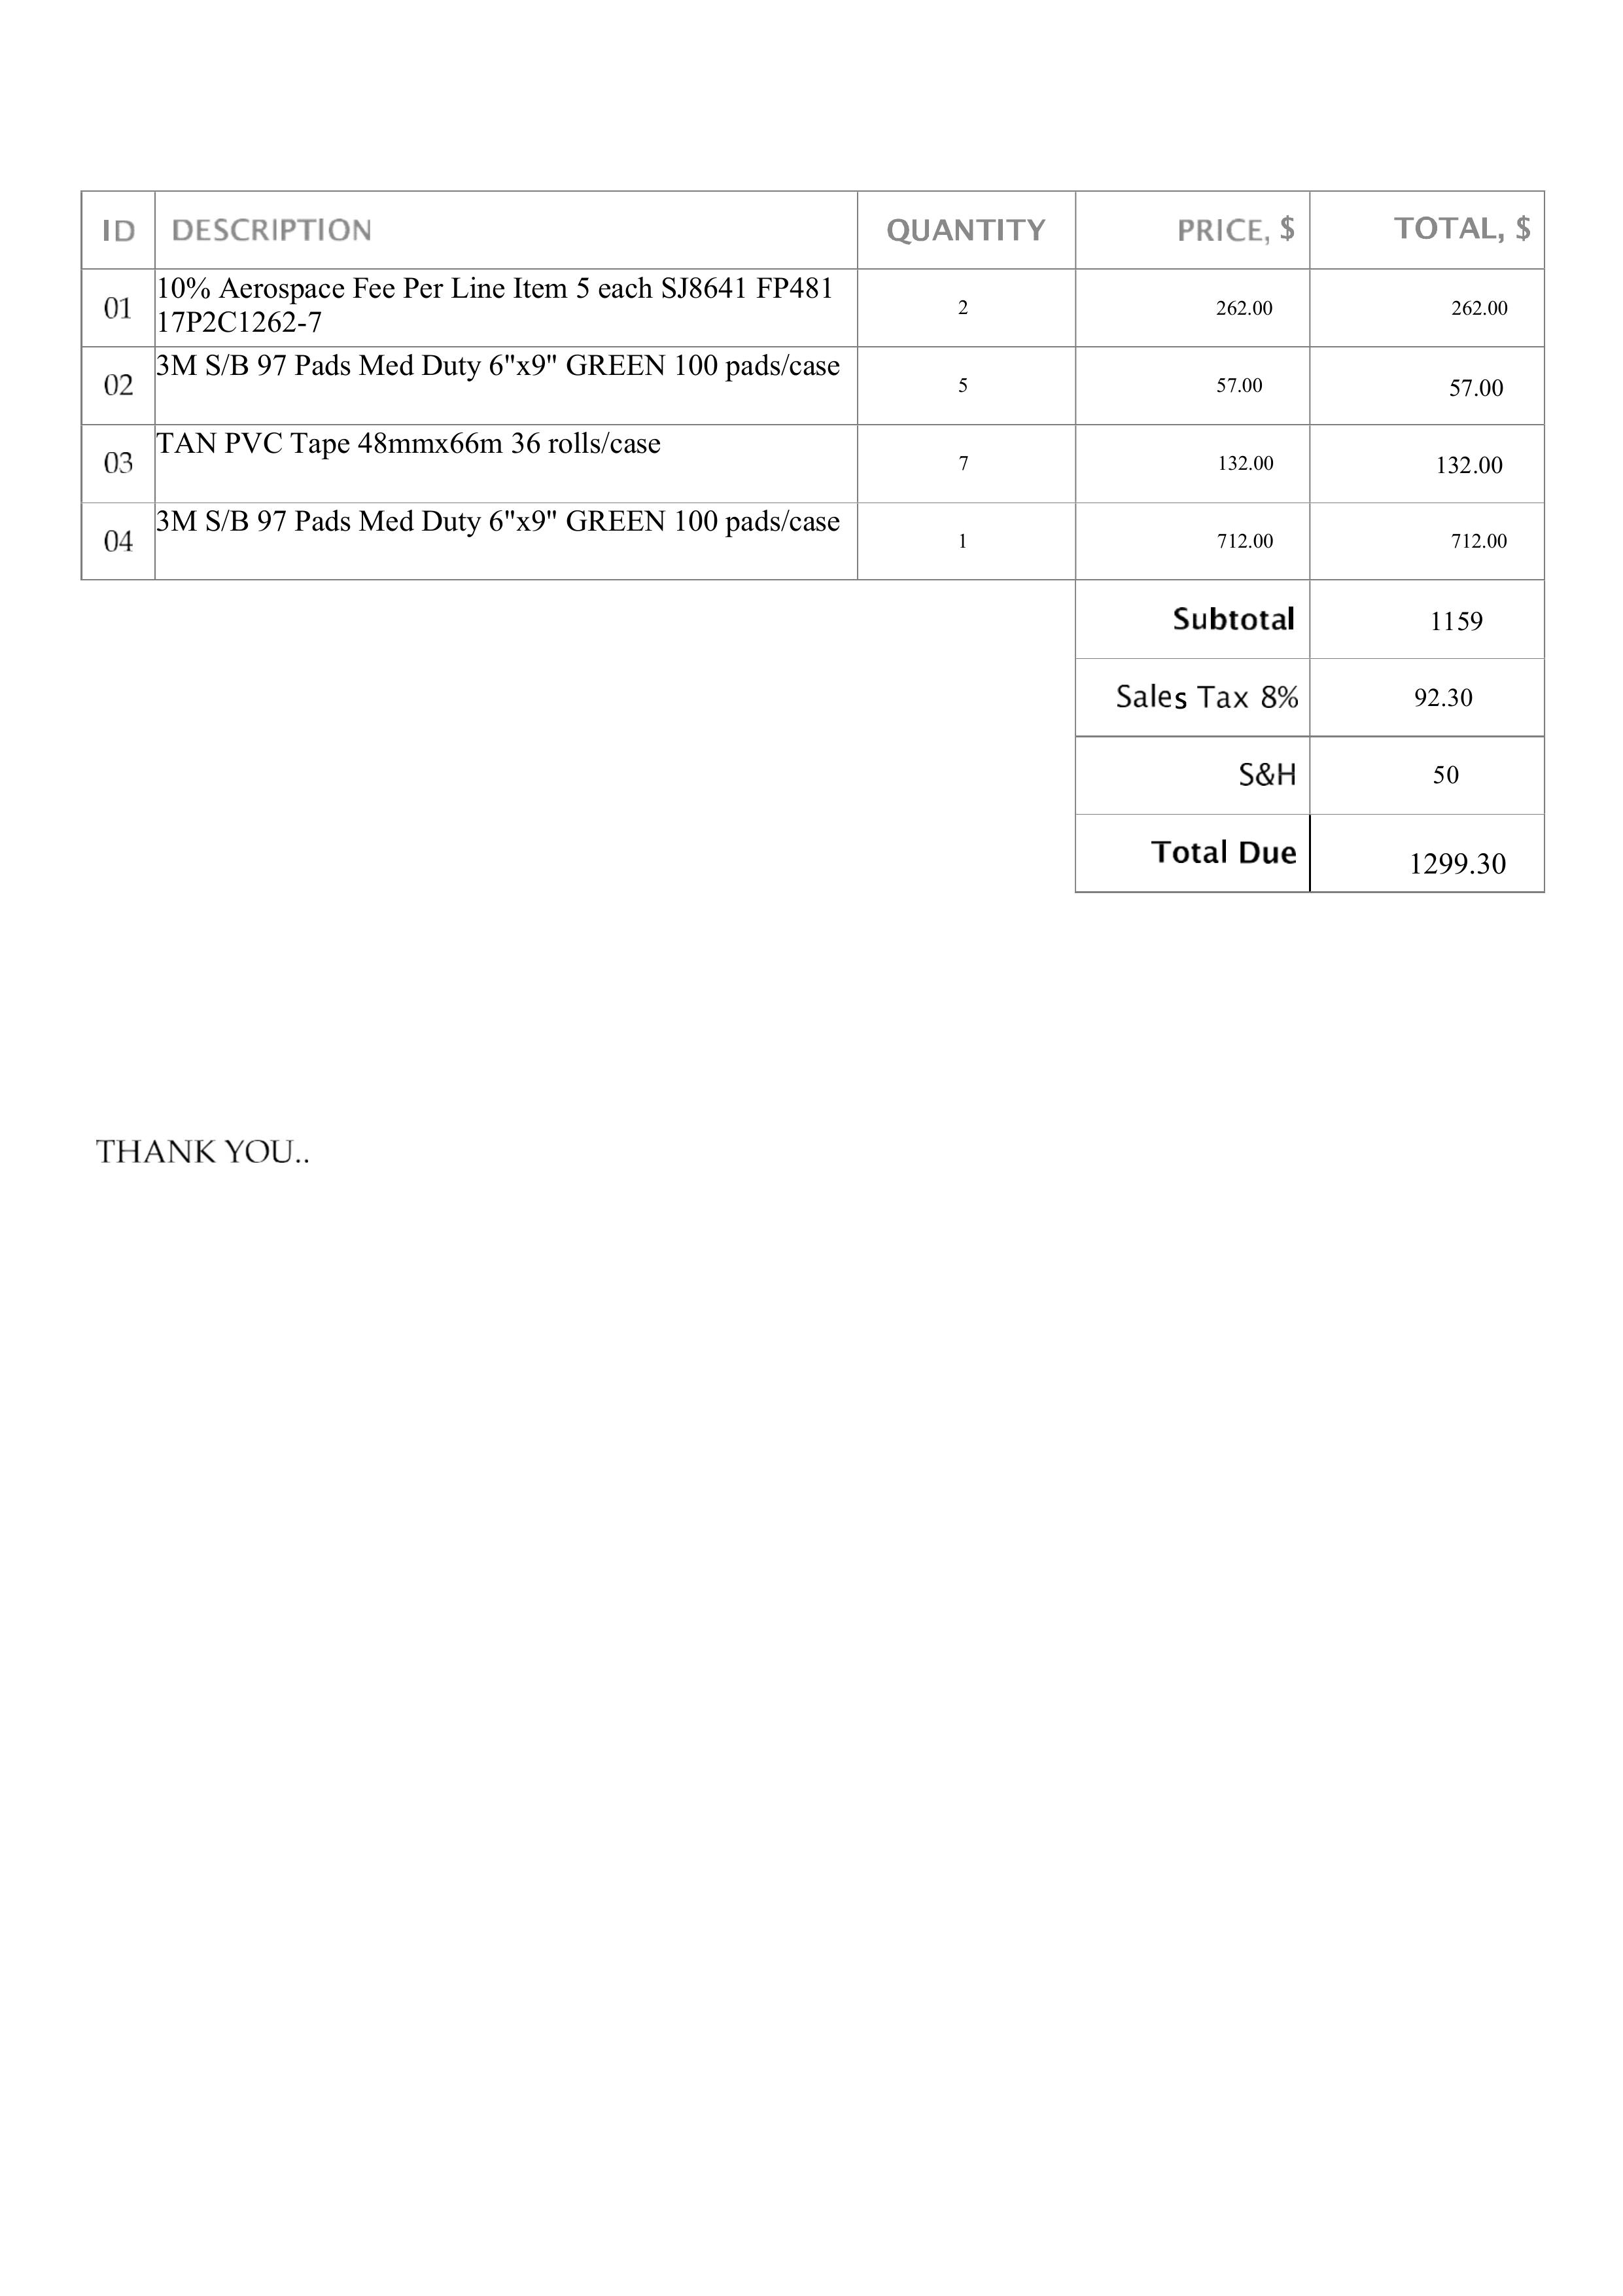 ID DESCRIPTION QUANTITY PRICE, $ TOTAL, $
01 10% Aerospace Fee Per Line Item 5 each SJ8641 FP481 2 262.00 262.00
17P2C1262-7
02 3M S/B 97 Pads Med Duty 6"x9" GREEN 100 pads/case 5 57.00 57.00
03 TAN PVC Tape 48mmx66m 36 rolls/case 7 132.00 132.00
04 3M S/B 97 Pads Med Duty 6"x9" GREEN 100 pads/case 1 712.00 712.00
Subtotal 1159
Sales Tax 8% 92.30
S&H 50
Total Due 1299.30
THANK YOU..